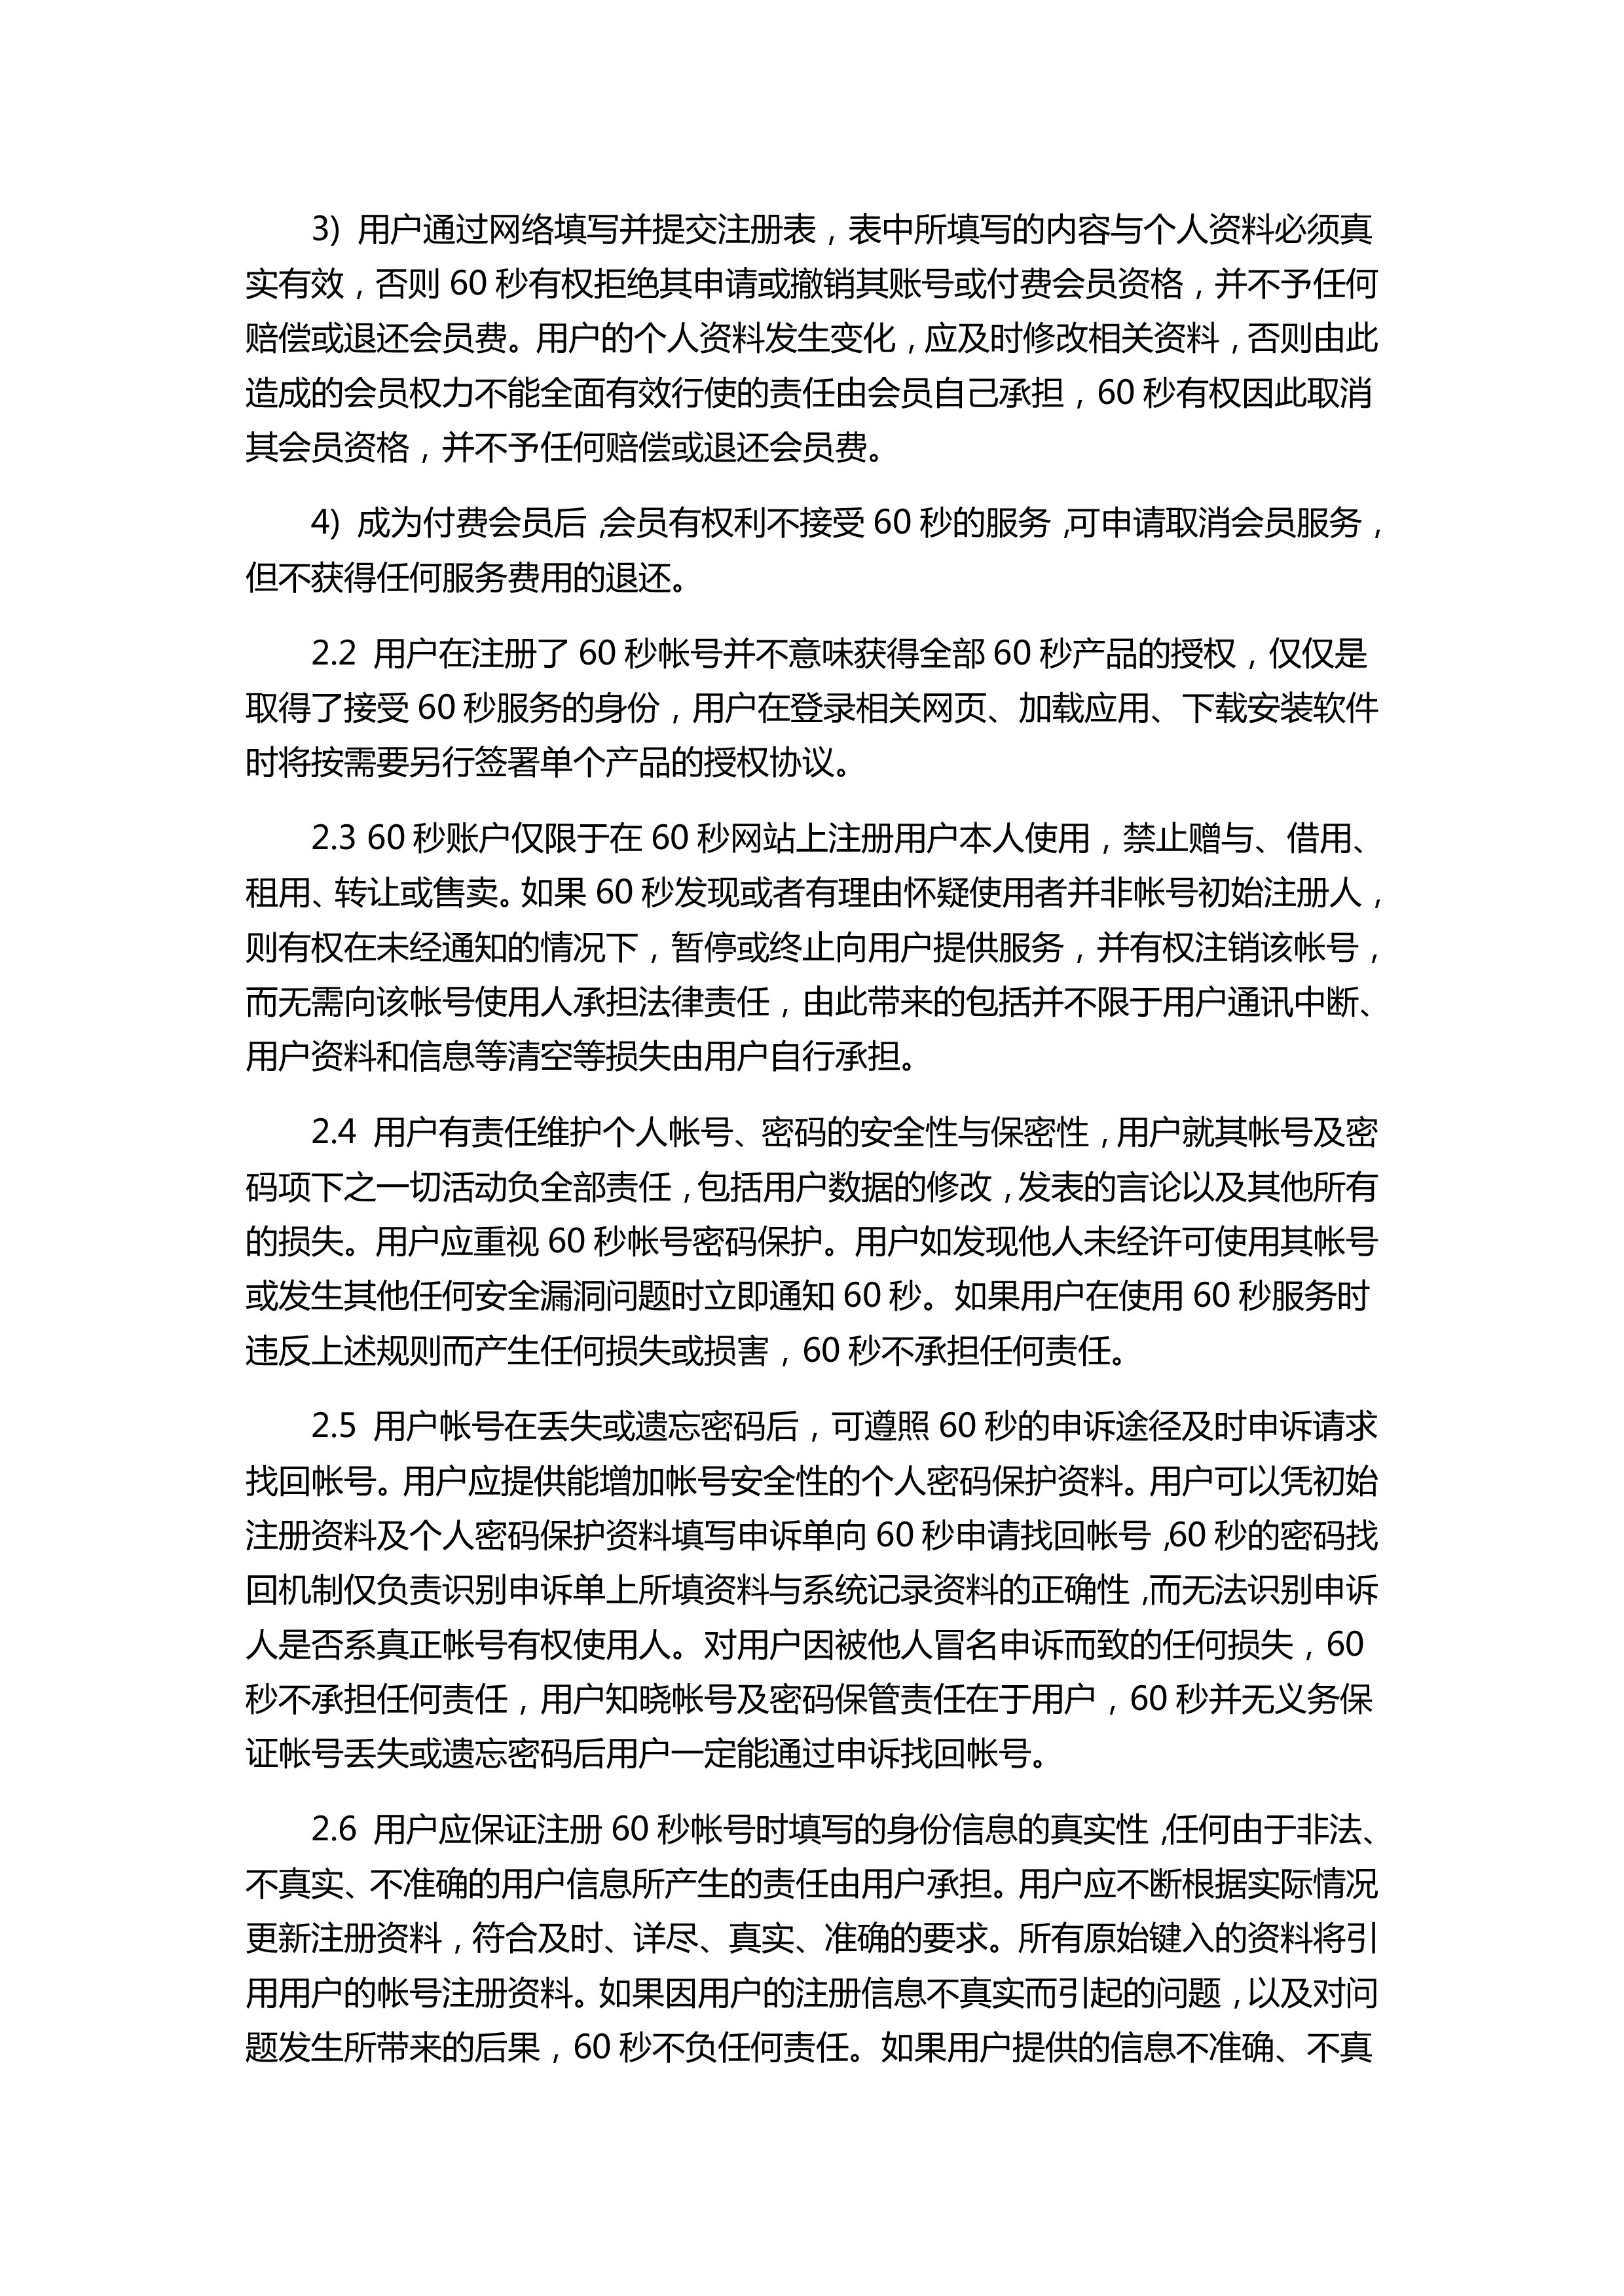 3）用户通过网络填写并提交注册表，表中所填写的内容与个人资料必须真
实有效，否则 60 秒有权拒绝其申请或撤销其账号或付费会员资格，并不予任何
赔偿或退还会员费。用户的个人资料发生变化，应及时修改相关资料，否则由此
造成的会员权力不能全面有效行使的责任由会员自己承担，60 秒有权因此取消
其会员资格，并不予任何赔偿或退还会员费。
4）成为付费会员后，会员有权利不接受 60 秒的服务，可申请取消会员服务，
但不获得任何服务费用的退还。
2.2 用户在注册了 60 秒帐号并不意味获得全部 60 秒产品的授权，仅仅是
取得了接受 60 秒服务的身份，用户在登录相关网页、加载应用、下载安装软件
时将按需要另行签署单个产品的授权协议。
2.3 60 秒账户仅限于在 60 秒网站上注册用户本人使用，禁止赠与、借用、
租用、转让或售卖。如果 60 秒发现或者有理由怀疑使用者并非帐号初始注册人，
则有权在未经通知的情况下，暂停或终止向用户提供服务，并有权注销该帐号，
而无需向该帐号使用人承担法律责任，由此带来的包括并不限于用户通讯中断、
用户资料和信息等清空等损失由用户自行承担。
2.4 用户有责任维护个人帐号、密码的安全性与保密性，用户就其帐号及密
码项下之一切活动负全部责任，包括用户数据的修改，发表的言论以及其他所有
的损失。用户应重视 60 秒帐号密码保护。用户如发现他人未经许可使用其帐号
或发生其他任何安全漏洞问题时立即通知 60 秒。如果用户在使用 60 秒服务时
违反上述规则而产生任何损失或损害，60 秒不承担任何责任。
2.5 用户帐号在丢失或遗忘密码后，可遵照 60 秒的申诉途径及时申诉请求
找回帐号。用户应提供能增加帐号安全性的个人密码保护资料。用户可以凭初始
注册资料及个人密码保护资料填写申诉单向 60 秒申请找回帐号，60 秒的密码找
回机制仅负责识别申诉单上所填资料与系统记录资料的正确性，而无法识别申诉
人是否系真正帐号有权使用人。对用户因被他人冒名申诉而致的任何损失，60
秒不承担任何责任，用户知晓帐号及密码保管责任在于用户，60 秒并无义务保
证帐号丢失或遗忘密码后用户一定能通过申诉找回帐号。
2.6 用户应保证注册 60 秒帐号时填写的身份信息的真实性，任何由于非法、
不真实、不准确的用户信息所产生的责任由用户承担。用户应不断根据实际情况
更新注册资料，符合及时、详尽、真实、准确的要求。所有原始键入的资料将引
用用户的帐号注册资料。如果因用户的注册信息不真实而引起的问题，以及对问
题发生所带来的后果，60 秒不负任何责任。如果用户提供的信息不准确、不真